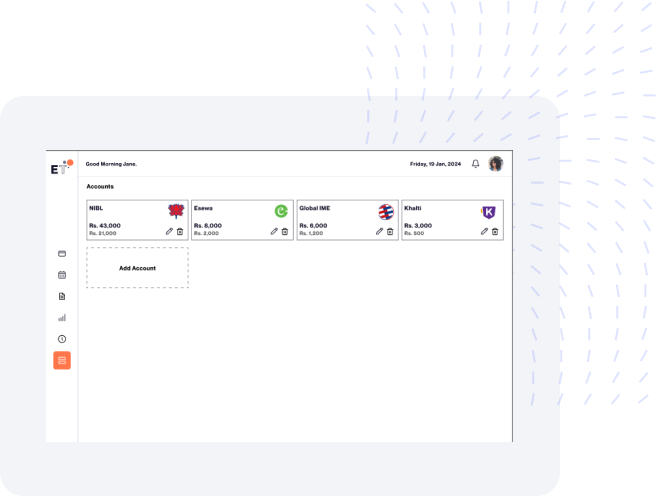 ET
Good Morning Jane.
Friday, 19 Jan, 2024
Accounts
NIBL
Rs. 43,000
Rs. 21,000
Esewa
Rs. 8,000
Rs. 2,000
Global IME
Rs. 6,000
Rs. 1,200
Khalti
Rs. 3,000
Rs. 500
Add Account